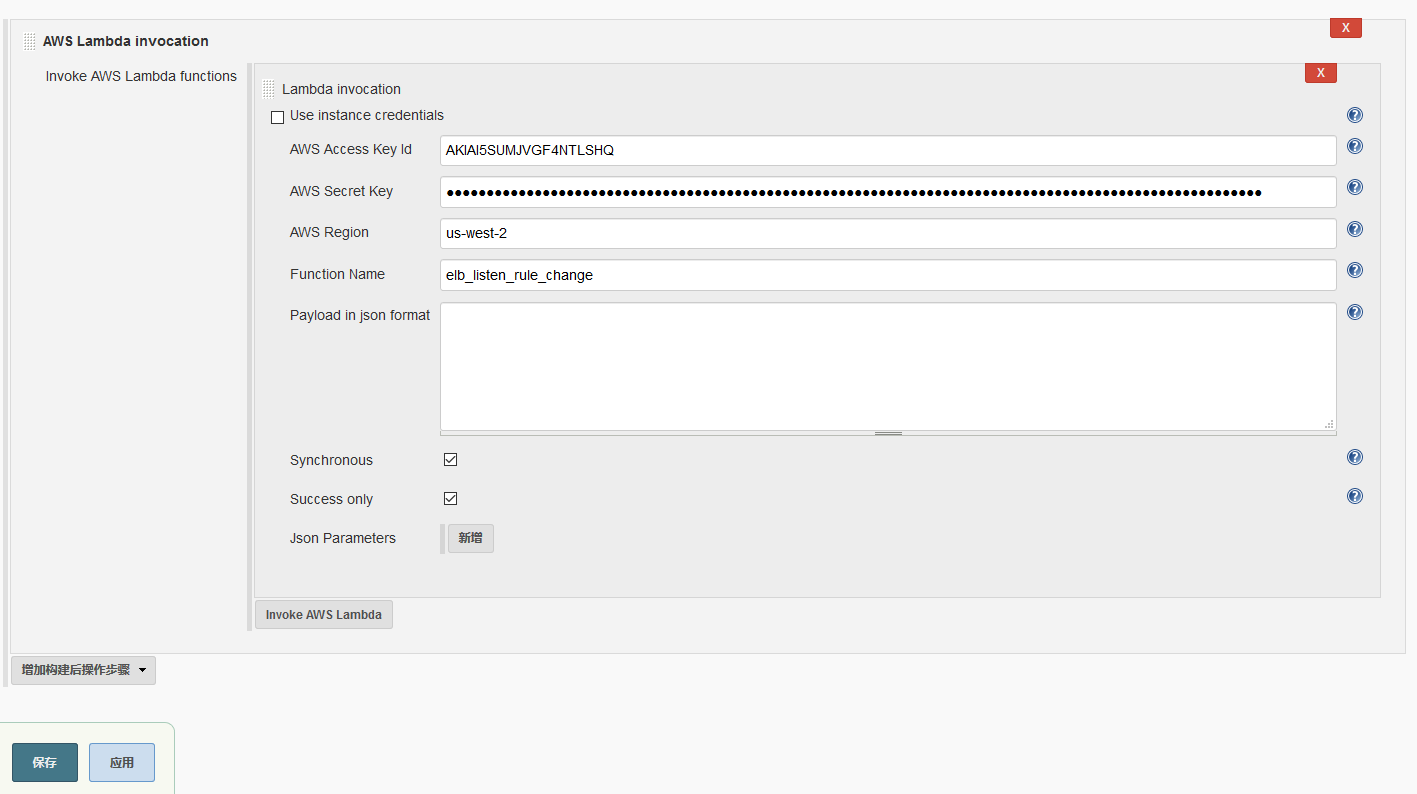 AWS Lambda invocation
X
Invoke AWS Lambda functions
X
Lambda invocation
Use instance credentials
AWS Access Key Id
AKIAI5SUMJVGF4NTLSHQ
AWS Secret Key
AWS Region
us-west-2
Function Name
elb_listen_rule_change
Payload in json format
Synchronous
Success only
Json Parameters
新增
Invoke AWS Lambda
增加构建后操作步骤
保存
应用